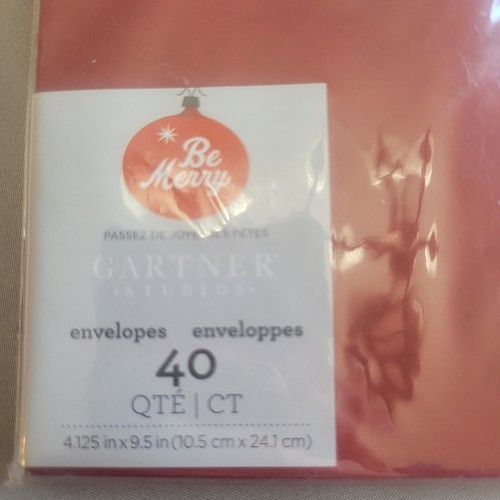 Be
Merry
PASSEZ DE JOYEUSES FÊTES
GARTNER
•STUDIOS•
envelopes enveloppes
40
QTÉ | CT
4.125 in x 9.5 in (10.5 cm x 24.1 cm)